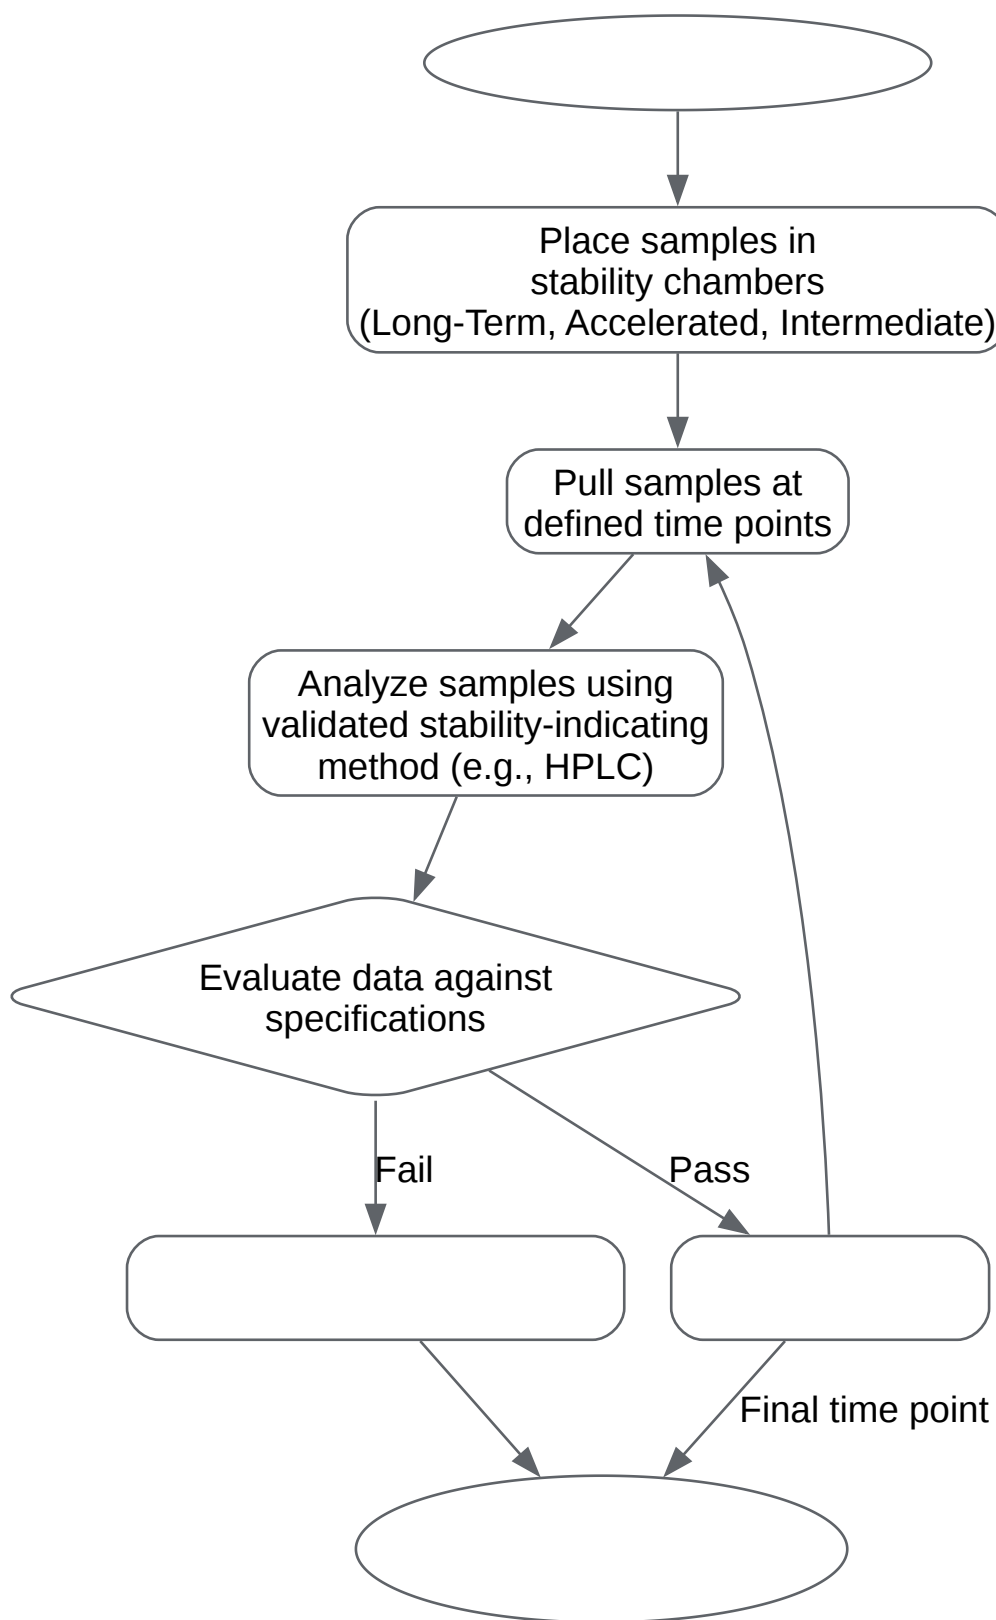 Place samples in
stability chambers
(Long-Term, Accelerated, Intermediate)
Pull samples at
defined time points
Analyze samples using
validated stability-indicating
method (e.g., HPLC)
Evaluate data against
specifications
Fail
Pass
Final time point